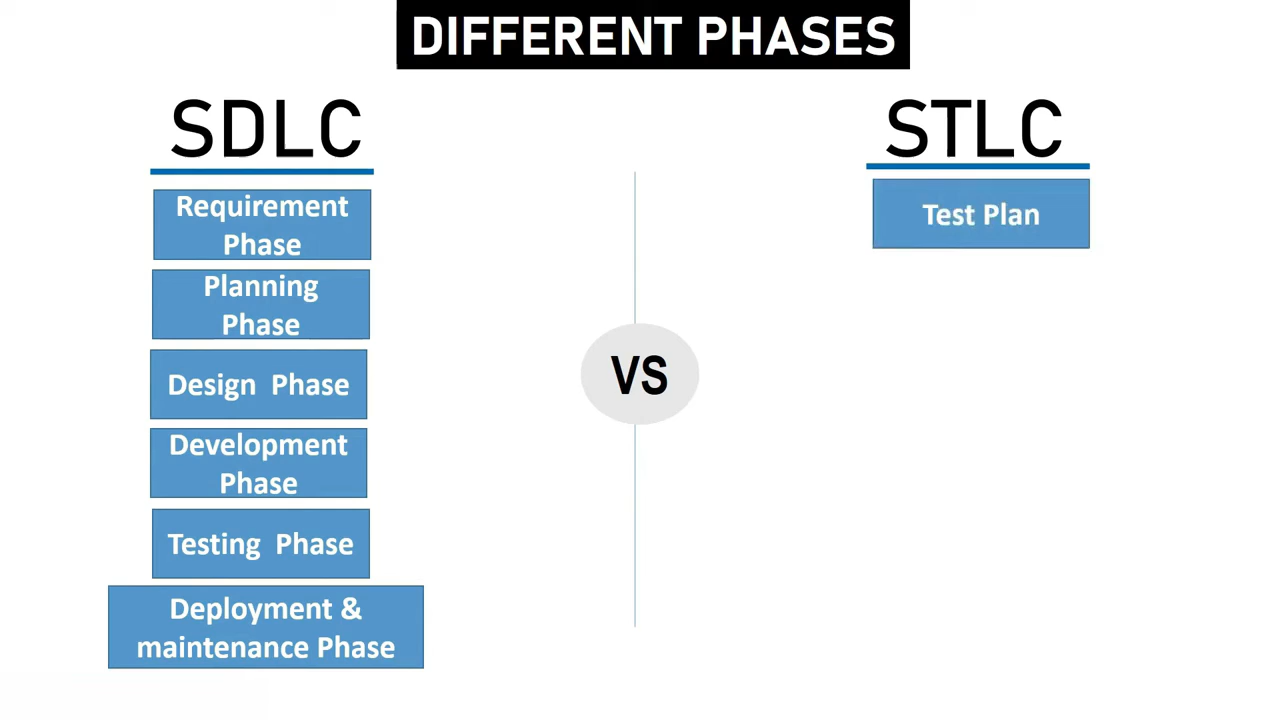 DIFFERENT PHASES
SDLC
Requirement
Phase
Planning
Phase
Design Phase
Development
Phase
Testing Phase
Deployment &
maintenance Phase
VS
STLC
Test Plan